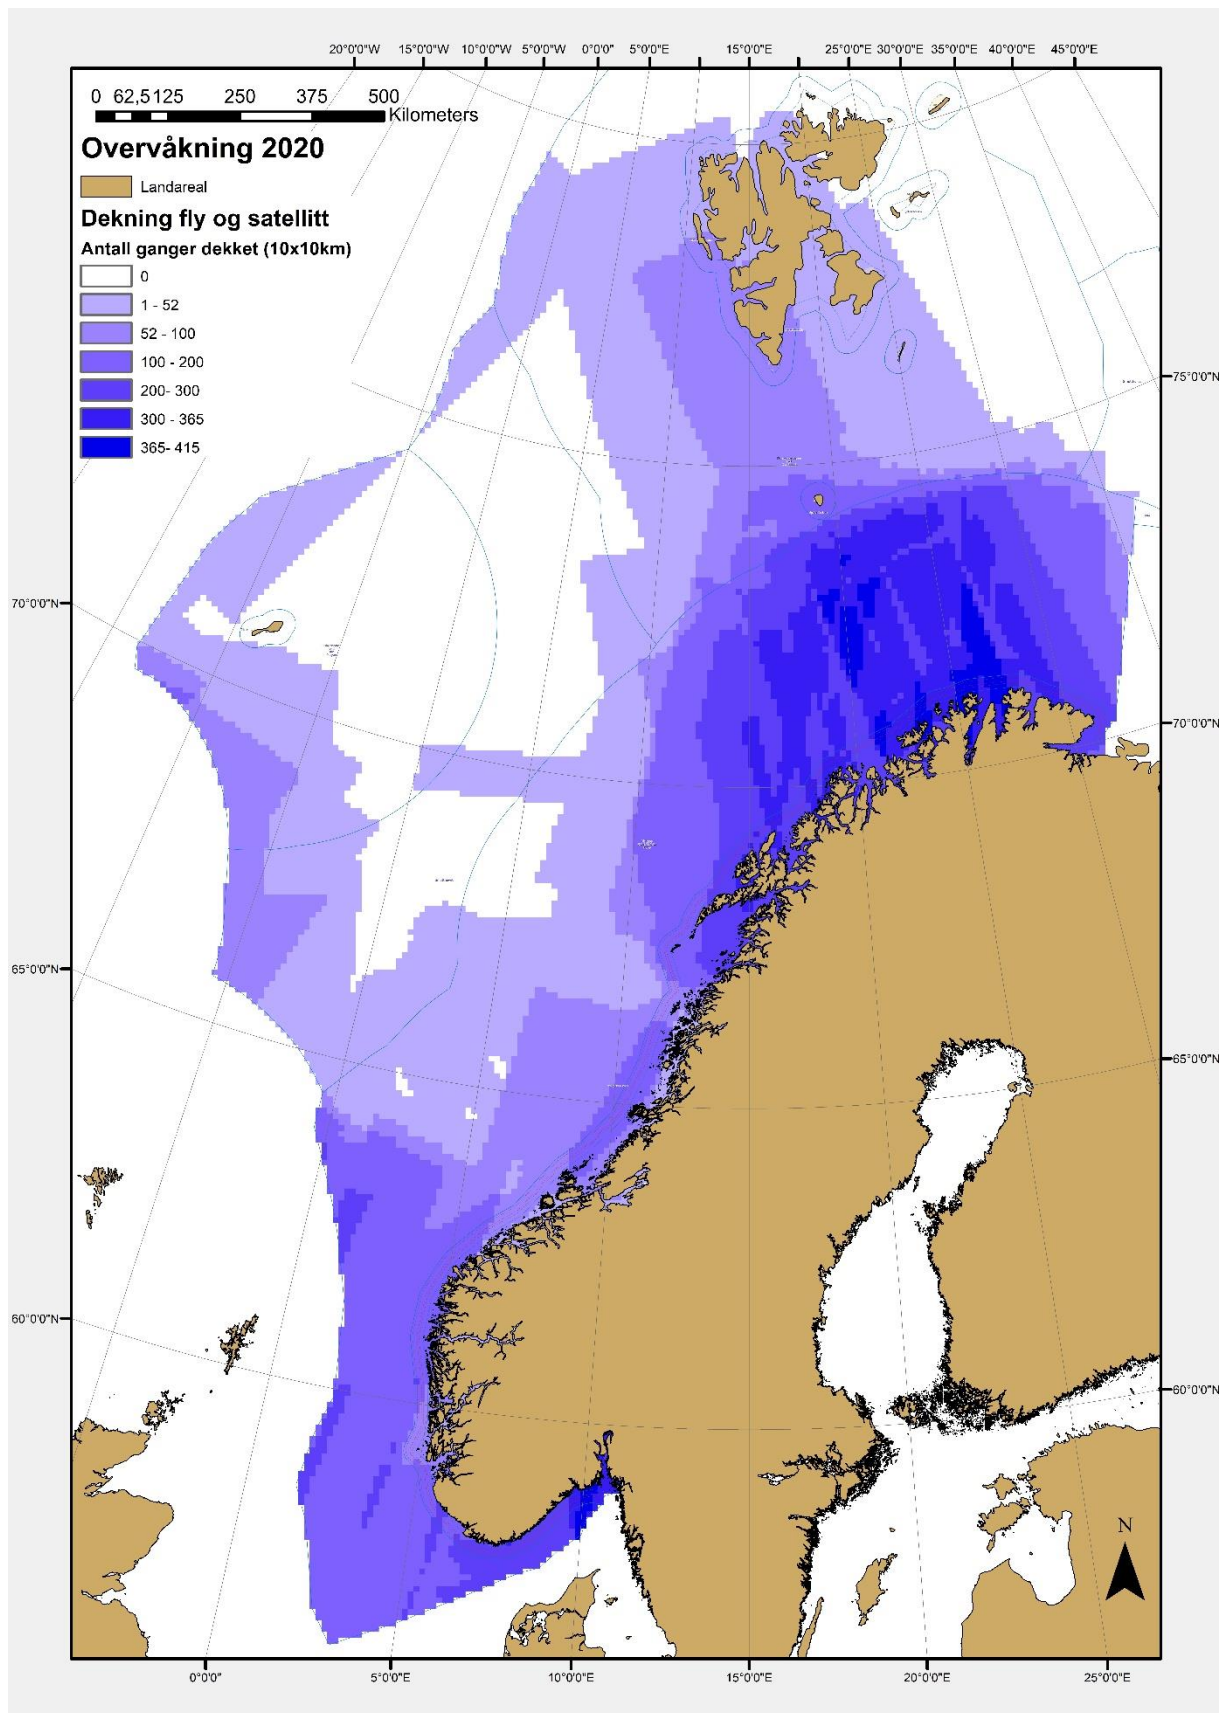 20°0'0"W 15°0'0"W 10°0'0"W 5°0'0"W 0°0'0" 5°0'0"E 15°0'0"E 25°0'0"E 30°0'0"E 35°0'0"E 40°0'0"E 45°0'0"E
0 62,5 125 250 375 500
Kilometers
Overvåkning 2020
Landareal
Dekning fly og satellitt
Antall ganger dekket (10x10km)
0
1 - 52
52 - 100
100 - 200
200- 300
300 - 365
365- 415
75°0'0"N
70°0'0"N
70°0'0"N
65°0'0"N
65°0'0"N
60°0'0"N
60°0'0"N
N
0°0'0" 5°0'0"E 10°0'0"E 15°0'0"E 20°0'0"E 25°0'0"E